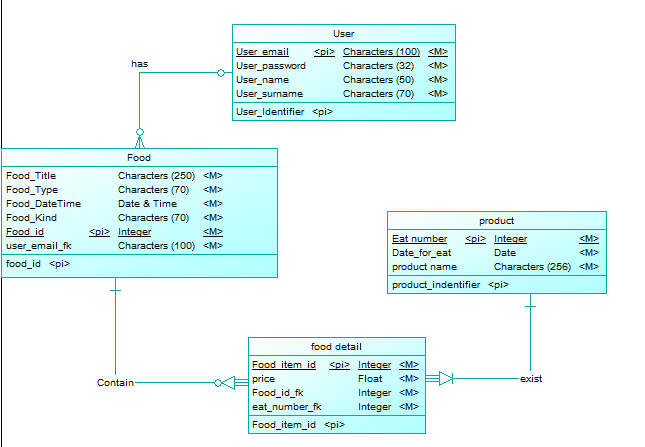 User
User_email <pi> Characters (100) <M>
User_password Characters (32) <M>
User_name Characters (50) <M>
User_surname Characters (70) <M>
User_Identifier <pi>
has
Food
Food_Title Characters (250) <M>
Food_Type Characters (70) <M>
Food_DateTime Date & Time <M>
Food_Kind Characters (70) <M>
Food_id <pi> Integer <M>
user_email_fk Characters (100) <M>
food_id <pi>
product
Eat number <pi> Integer <M>
Date_for_eat Date <M>
product name Characters (256) <M>
product_indentifier <pi>
food detail
Food_item_id <pi> Integer <M>
price Float <M>
Food_id_fk Integer <M>
eat_number_fk Integer <M>
Food_item_id <pi>
Contain
exist